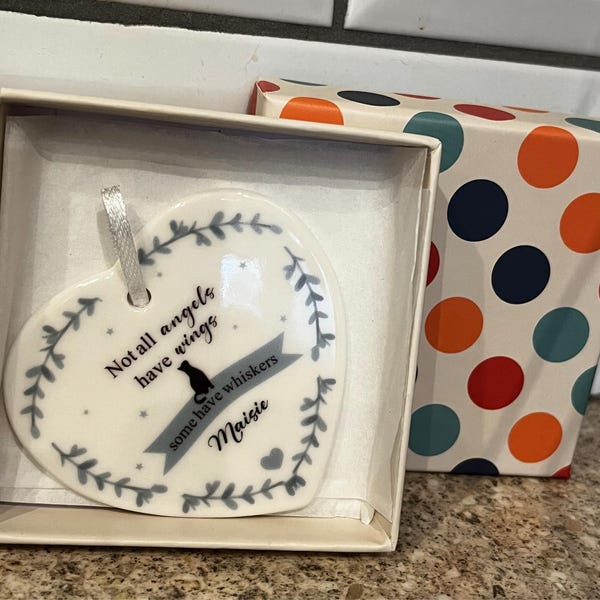 Not all angels
have wings
some have whiskers
Maisie